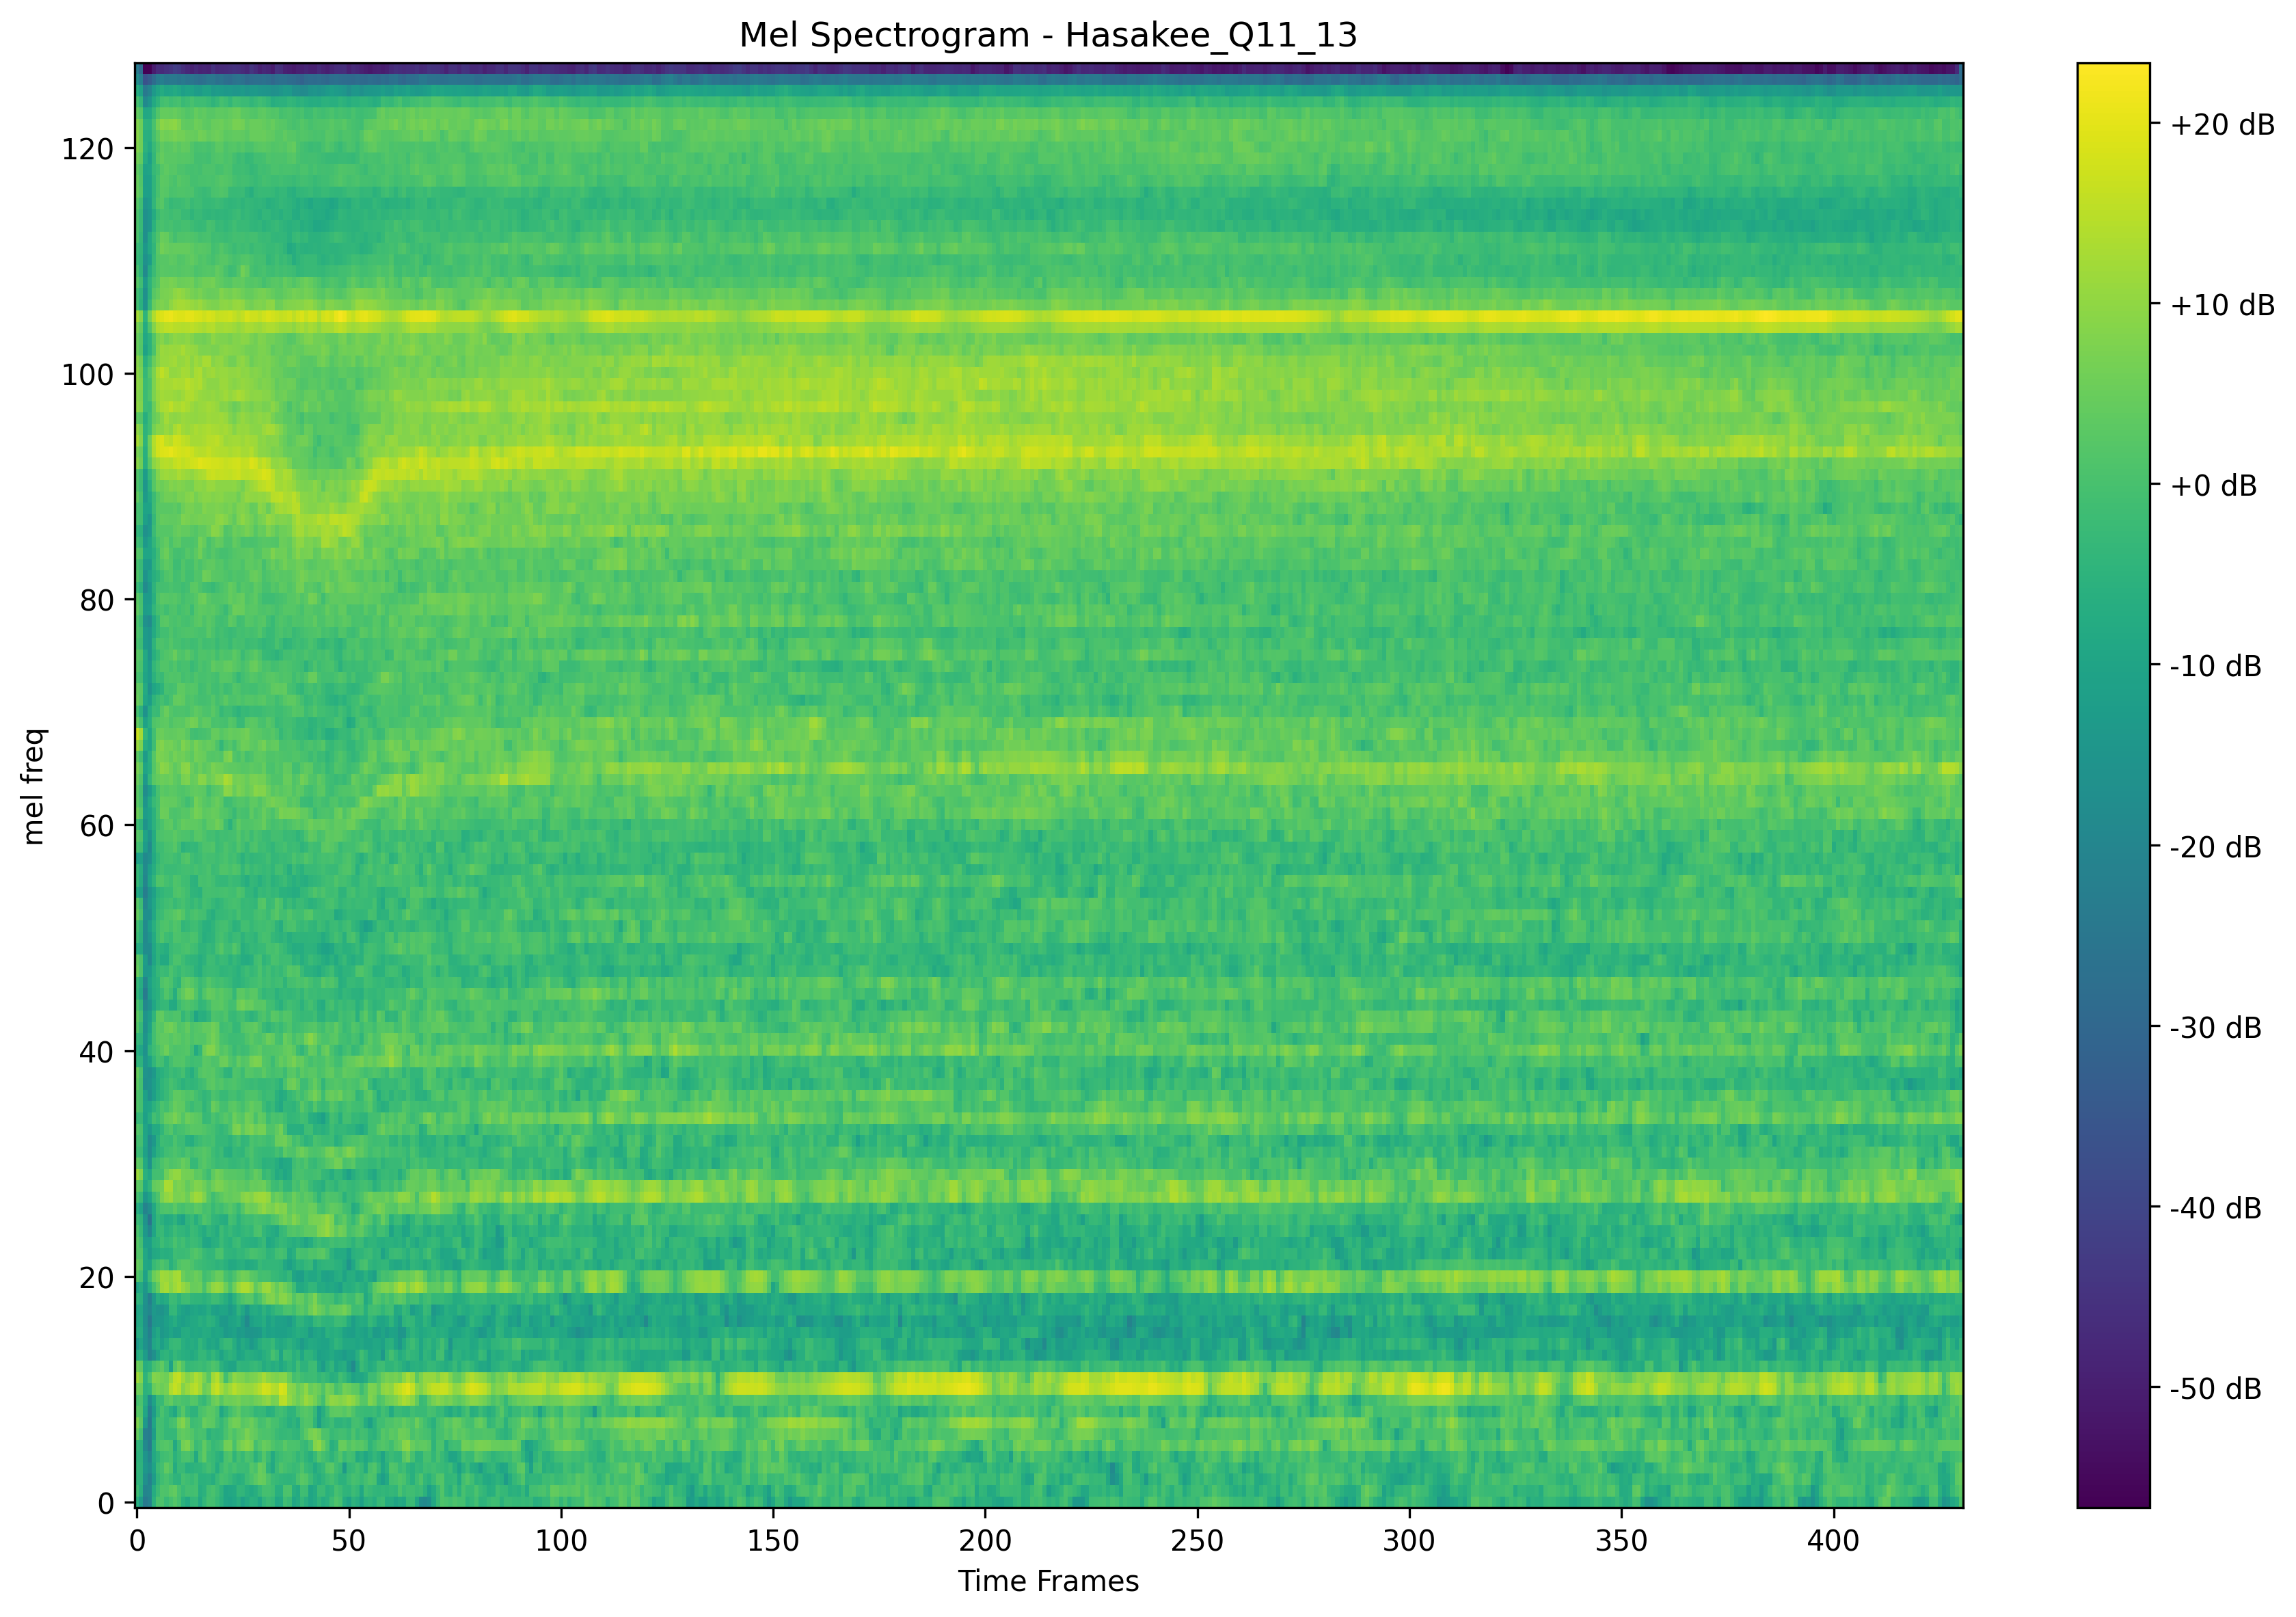 Mel Spectrogram - Hasakee_Q11_13
mel freq
120
100
80
60
40
20
0
0 50 100 150 200 250 300 350 400
Time Frames
+20 dB
+10 dB
+0 dB
-10 dB
-20 dB
-30 dB
-40 dB
-50 dB